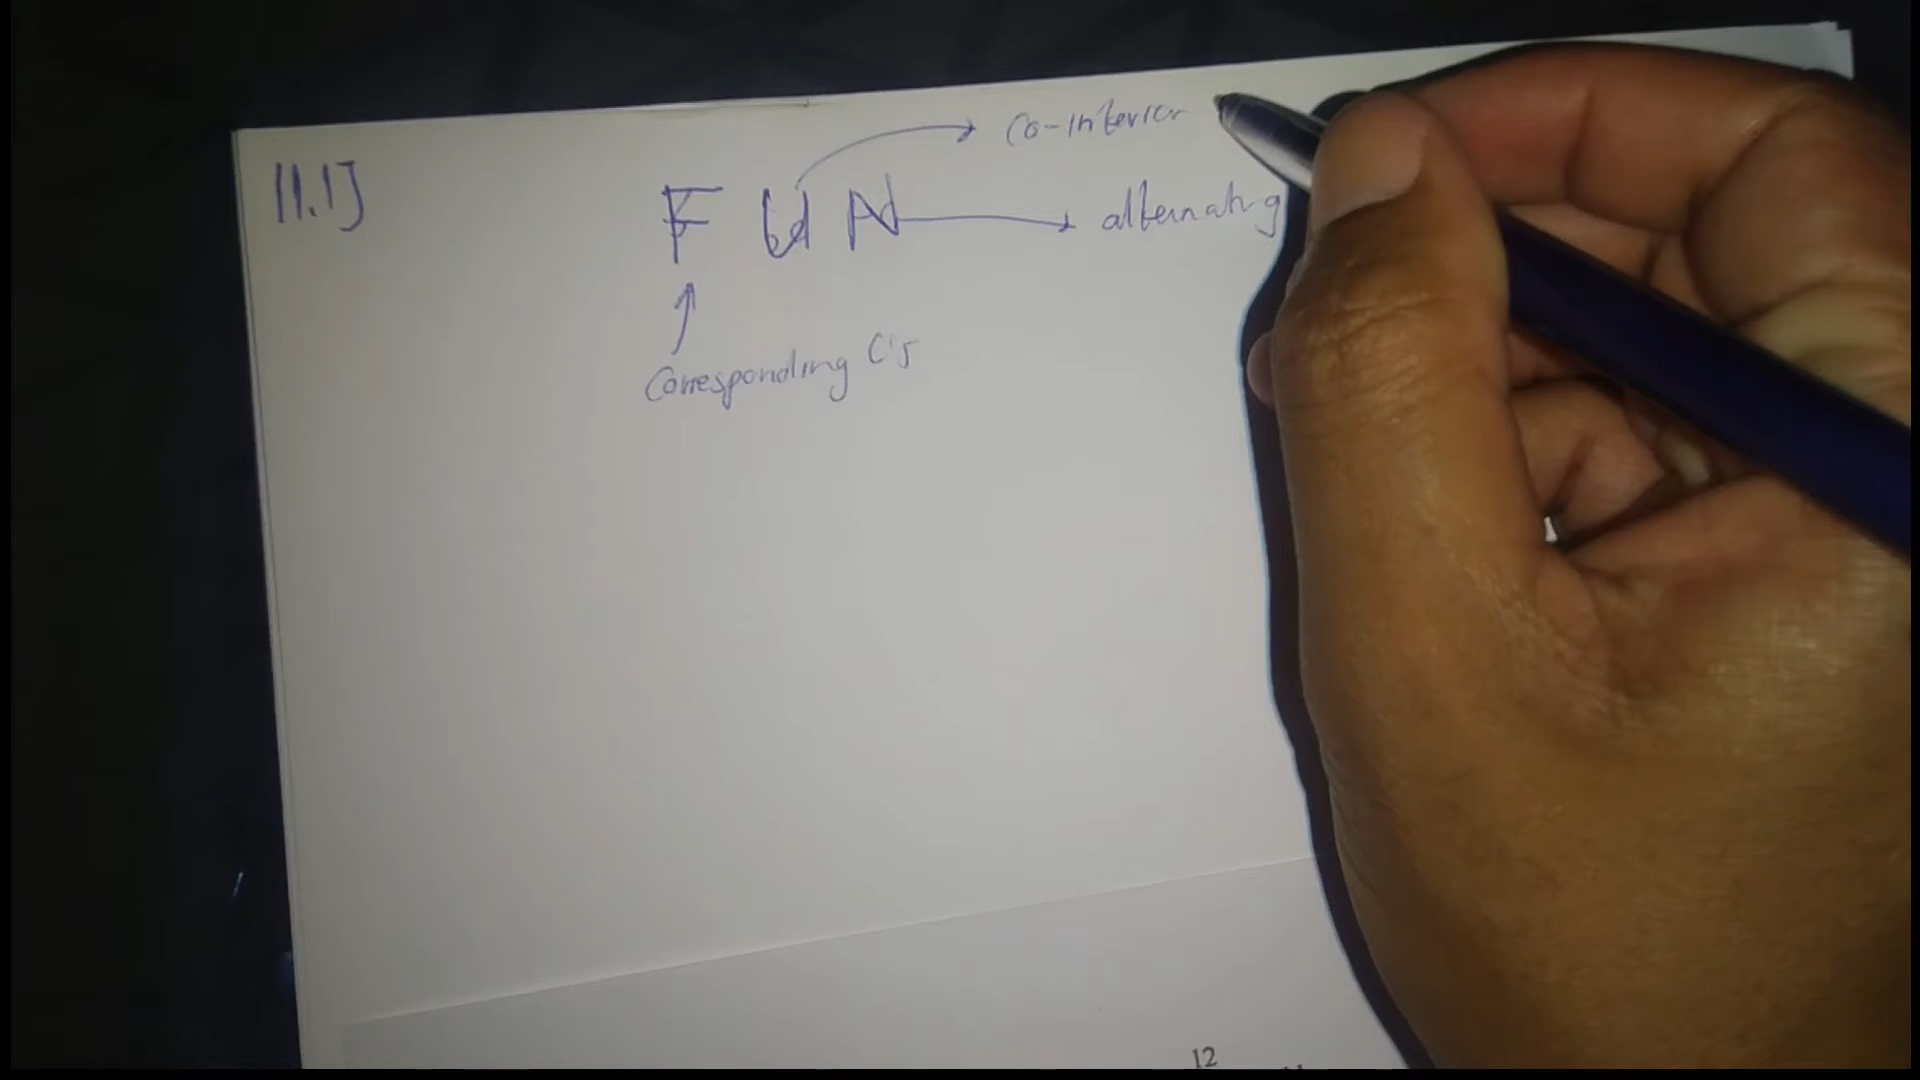 co-interior
11.1]
F U N
alternating
Corresponding
12